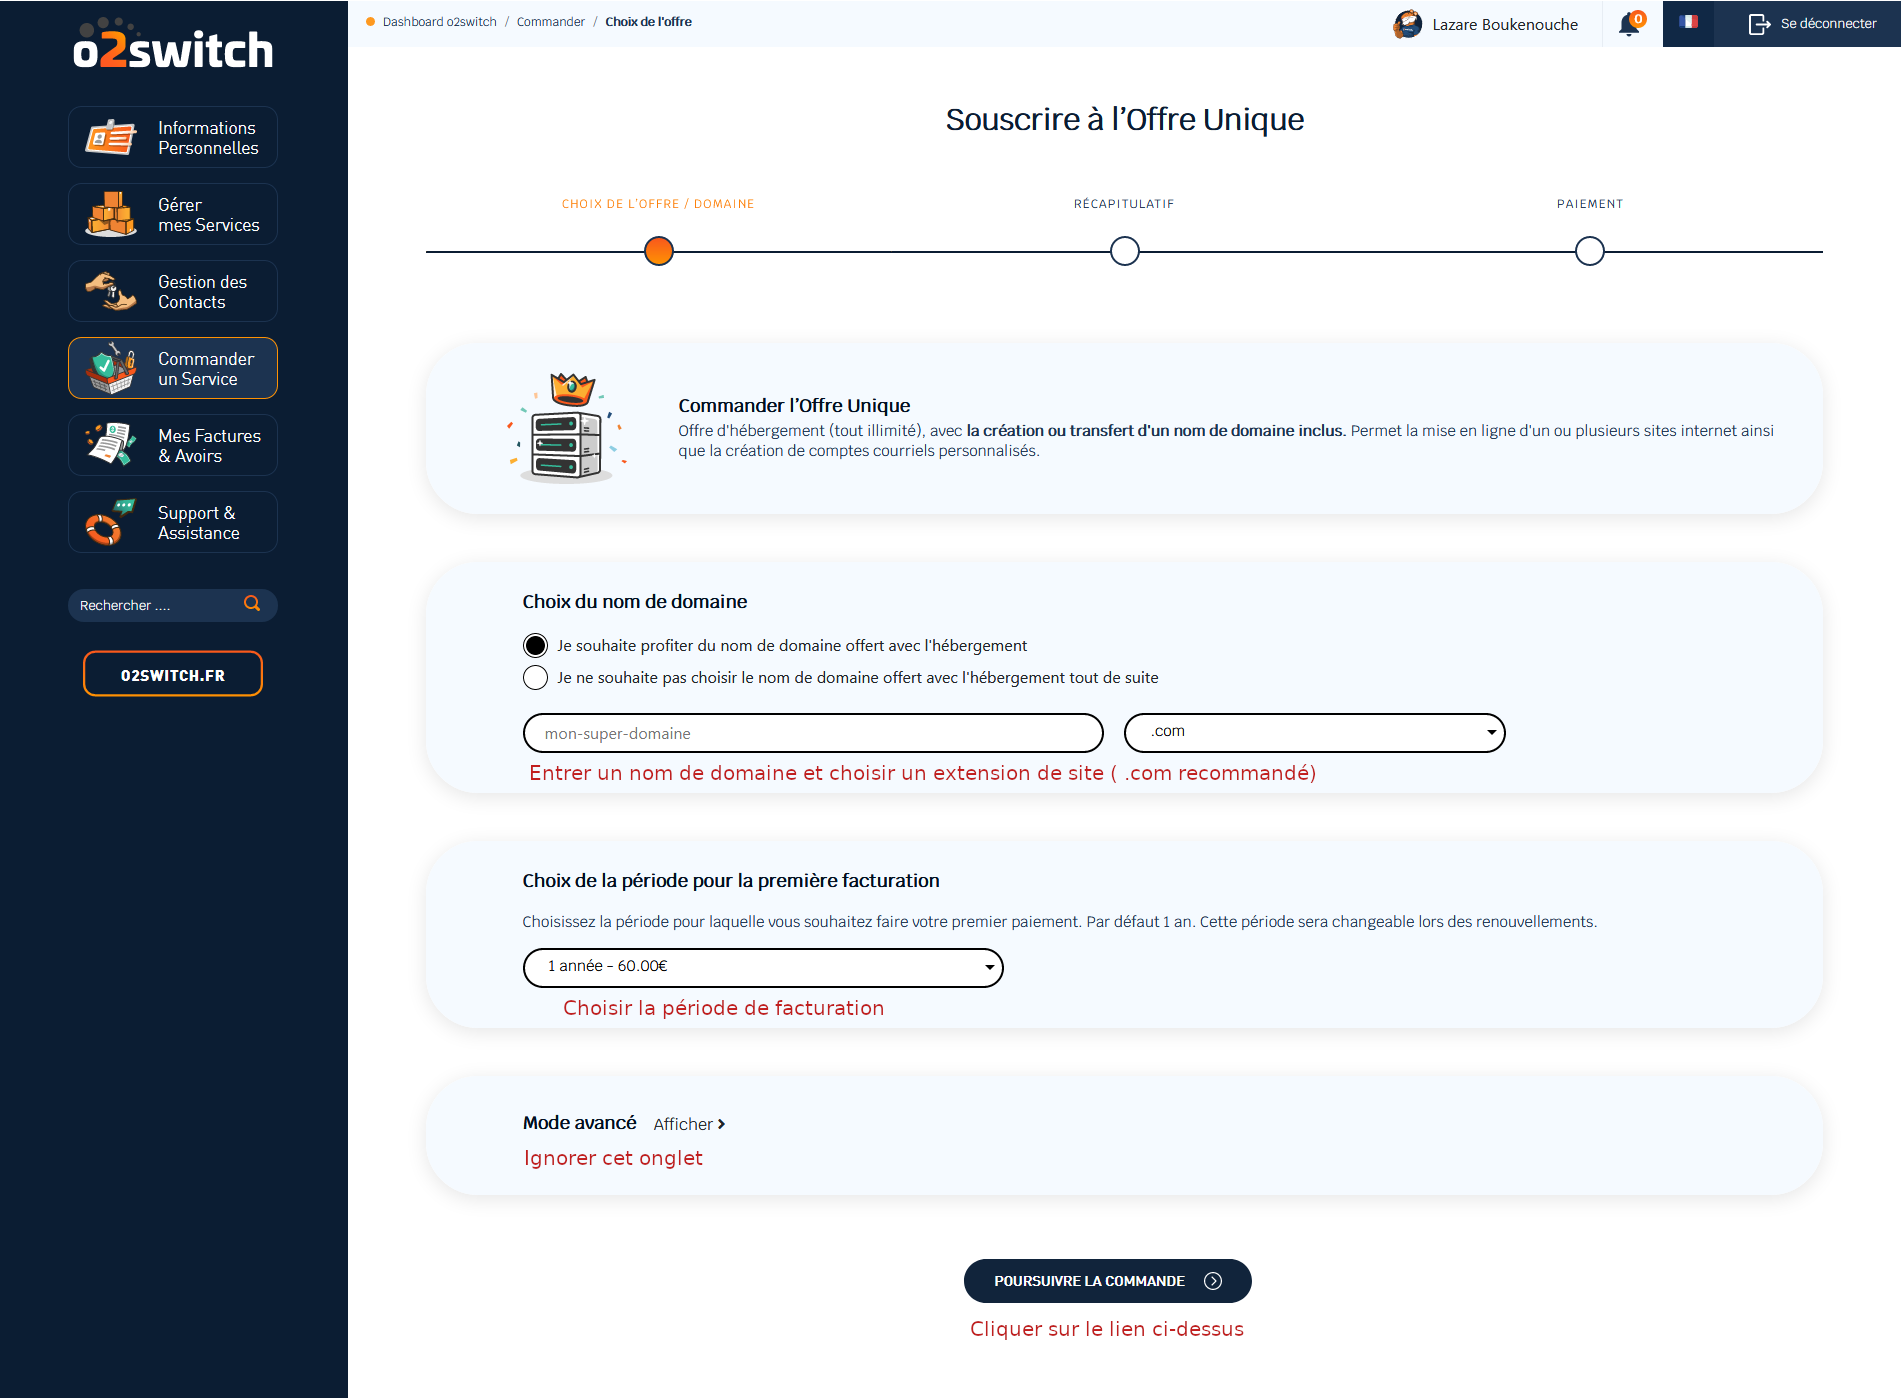 o2switch
Dashboard o2switch / Commander / Choix de l'offre
Lazare Boukenouche
0
Se déconnecter
Informations
Personnelles
Gérer
mes Services
Gestion des
Contacts
Commander
un Service
Mes Factures
& Avoirs
Support &
Assistance
Rechercher ....
O2SWITCH.FR
Souscrire à l'Offre Unique
CHOIX DE L'OFFRE / DOMAINE
RÉCAPITULATIF
PAIEMENT
Commander l'Offre Unique
Offre d'hébergement (tout illimité), avec la création ou transfert d'un nom de domaine inclus. Permet la mise en ligne d'un ou plusieurs sites internet ainsi
que la création de comptes courriels personnalisés.
Choix du nom de domaine
Je souhaite profiter du nom de domaine offert avec l'hébergement
Je ne souhaite pas choisir le nom de domaine offert avec l'hébergement tout de suite
mon-super-domaine
.com
Entrer un nom de domaine et choisir un extension de site ( .com recommandé)
Choix de la période pour la première facturation
Choisissez la période pour laquelle vous souhaitez faire votre premier paiement. Par défaut 1 an. Cette période sera changeable lors des renouvellements.
1 année - 60.00€
Choisir la période de facturation
Mode avancé Afficher
Ignorer cet onglet
POURSUIVRE LA COMMANDE
Cliquer sur le lien ci-dessus